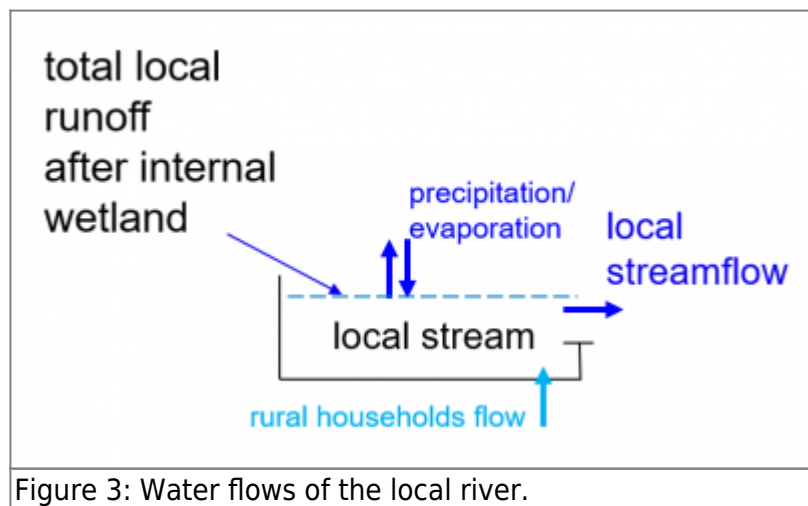 total local
runoff
after internal
wetland
precipitation/
evaporation
local
streamflow
local stream
rural households flow
Figure 3: Water flows of the local river.